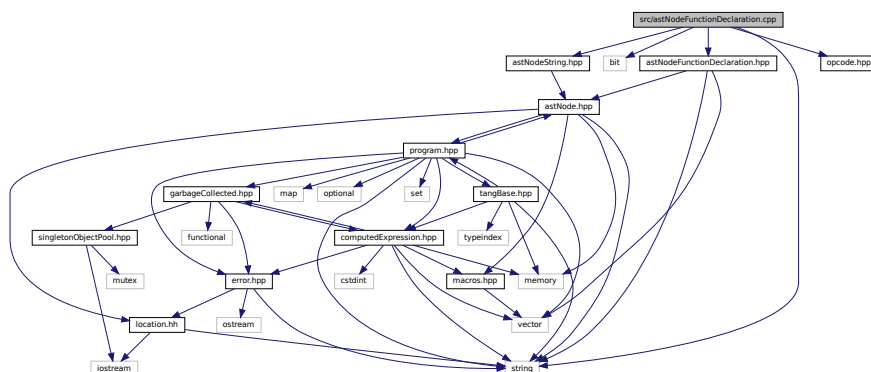 src/astNodeFunctionDeclaration.cpp
astNodeString.hpp
bit
astNodeFunctionDeclaration.hpp
opcode.hpp
astNode.hpp
program.hpp
garbageCollected.hpp
map
optional
set
tangBase.hpp
singletonObjectPool.hpp
functional
computedExpression.hpp
typeindex
mutex
error.hpp
cstdint
macros.hpp
memory
location.hh
ostream
vector
iostream
string